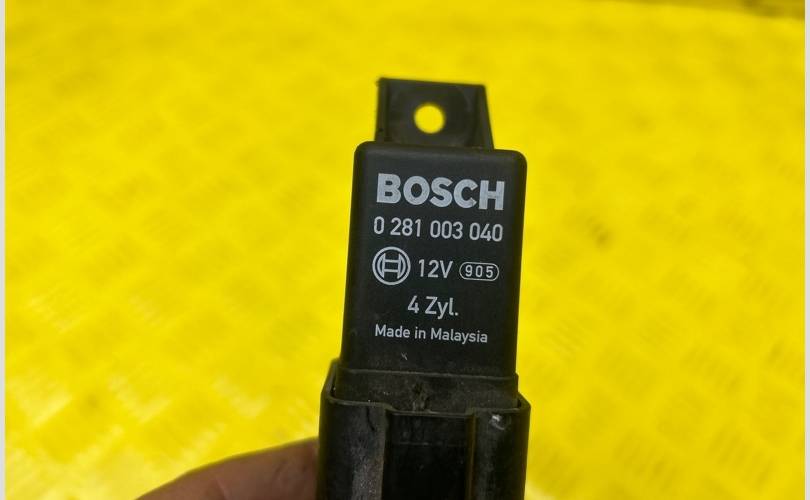 BOSCH
0 281 003 040
12V 905
4 Zyl.
Made in Malaysia